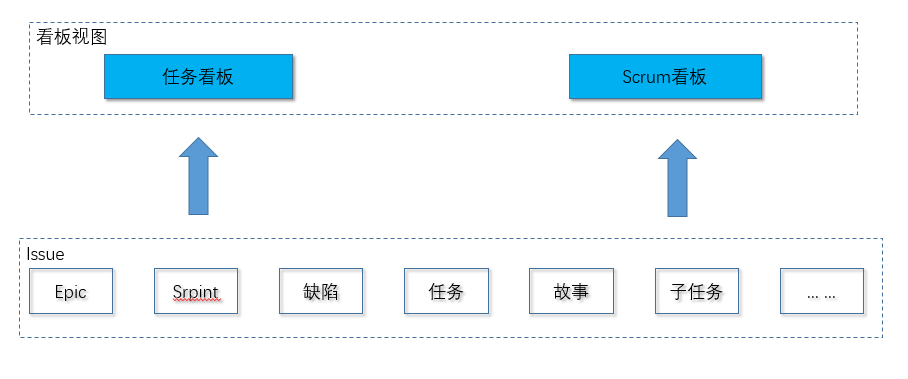 看板视图
任务看板
Scrum看板
Issue
Epic
Srpint
缺陷
任务
故事
子任务
... ...